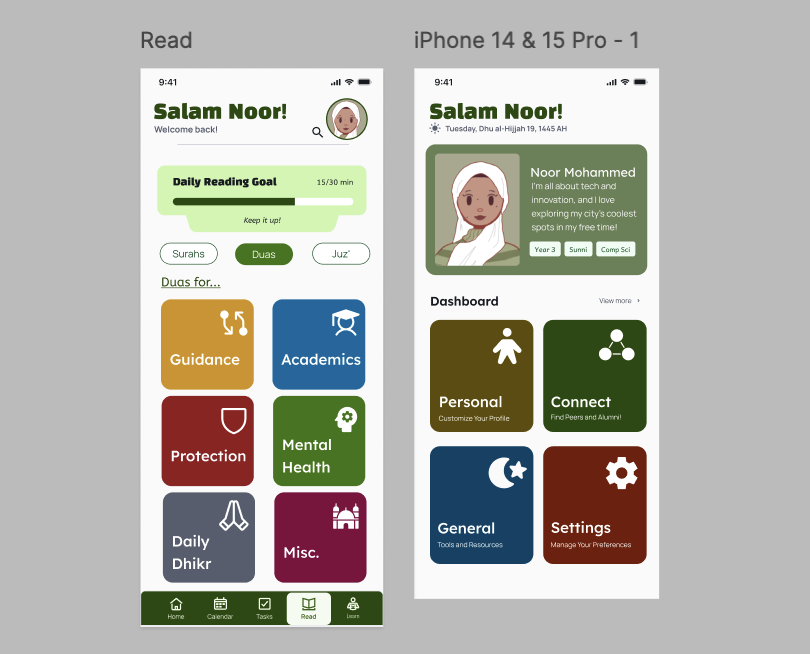 Read
9:41
Salam Noor!
Welcome back!
Daily Reading Goal
15/30 min
Keep it up!
Surahs
Duas
Juz'
Duas for...
Guidance
Academics
Protection
Mental
Health
Daily
Dhikr
Misc.
Home
Calendar
Tasks
Read
Learn
iPhone 14 & 15 Pro - 1
9:41
Salam Noor!
Tuesday, Dhu al-Hijjah 19, 1445 AH
Noor Mohammed
I'm all about tech and
innovation, and I love
exploring my city's coolest
spots in my free time!
Year 3
Sunni
Comp Sci
Dashboard
View more
Personal
Customize Your Profile
Connect
Find Peers and Alumni!
General
Tools and Resources
Settings
Manage Your Preferences